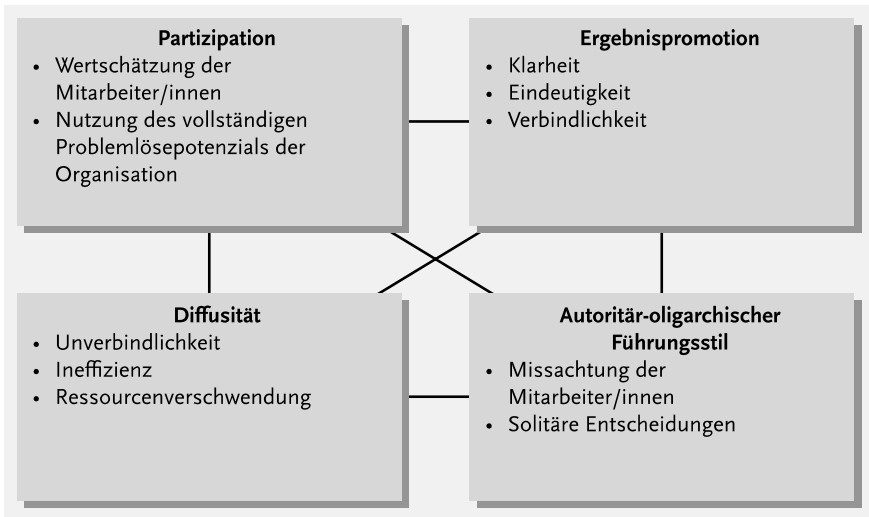 Partizipation
• Wertschätzung der
Mitarbeiter/innen
• Nutzung des vollständigen
Problemlösepotenzials der
Organisation
Ergebnispromotion
• Klarheit
• Eindeutigkeit
• Verbindlichkeit
Diffusität
• Unverbindlichkeit
• Ineffizienz
• Ressourcenverschwendung
Autoritär-oligarchischer
Führungsstil
• Missachtung der
Mitarbeiter/innen
• Solitäre Entscheidungen